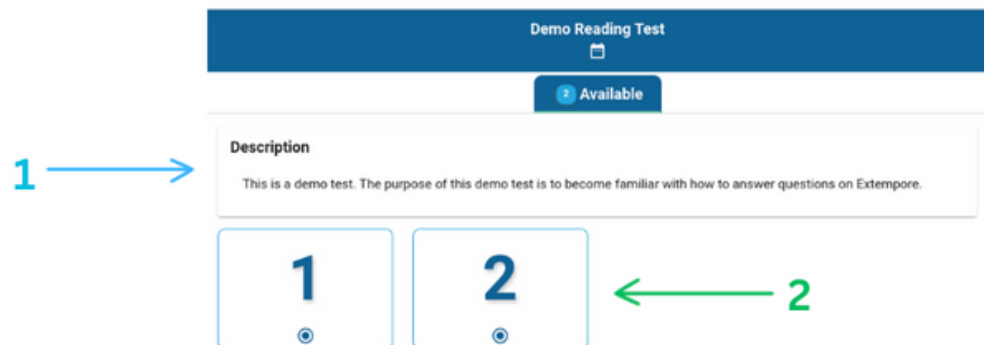 Demo Reading Test
2 Available
Description
1
This is a demo test. The purpose of this demo test is to become familiar with how to answer questions on Extempore.
1 2
2